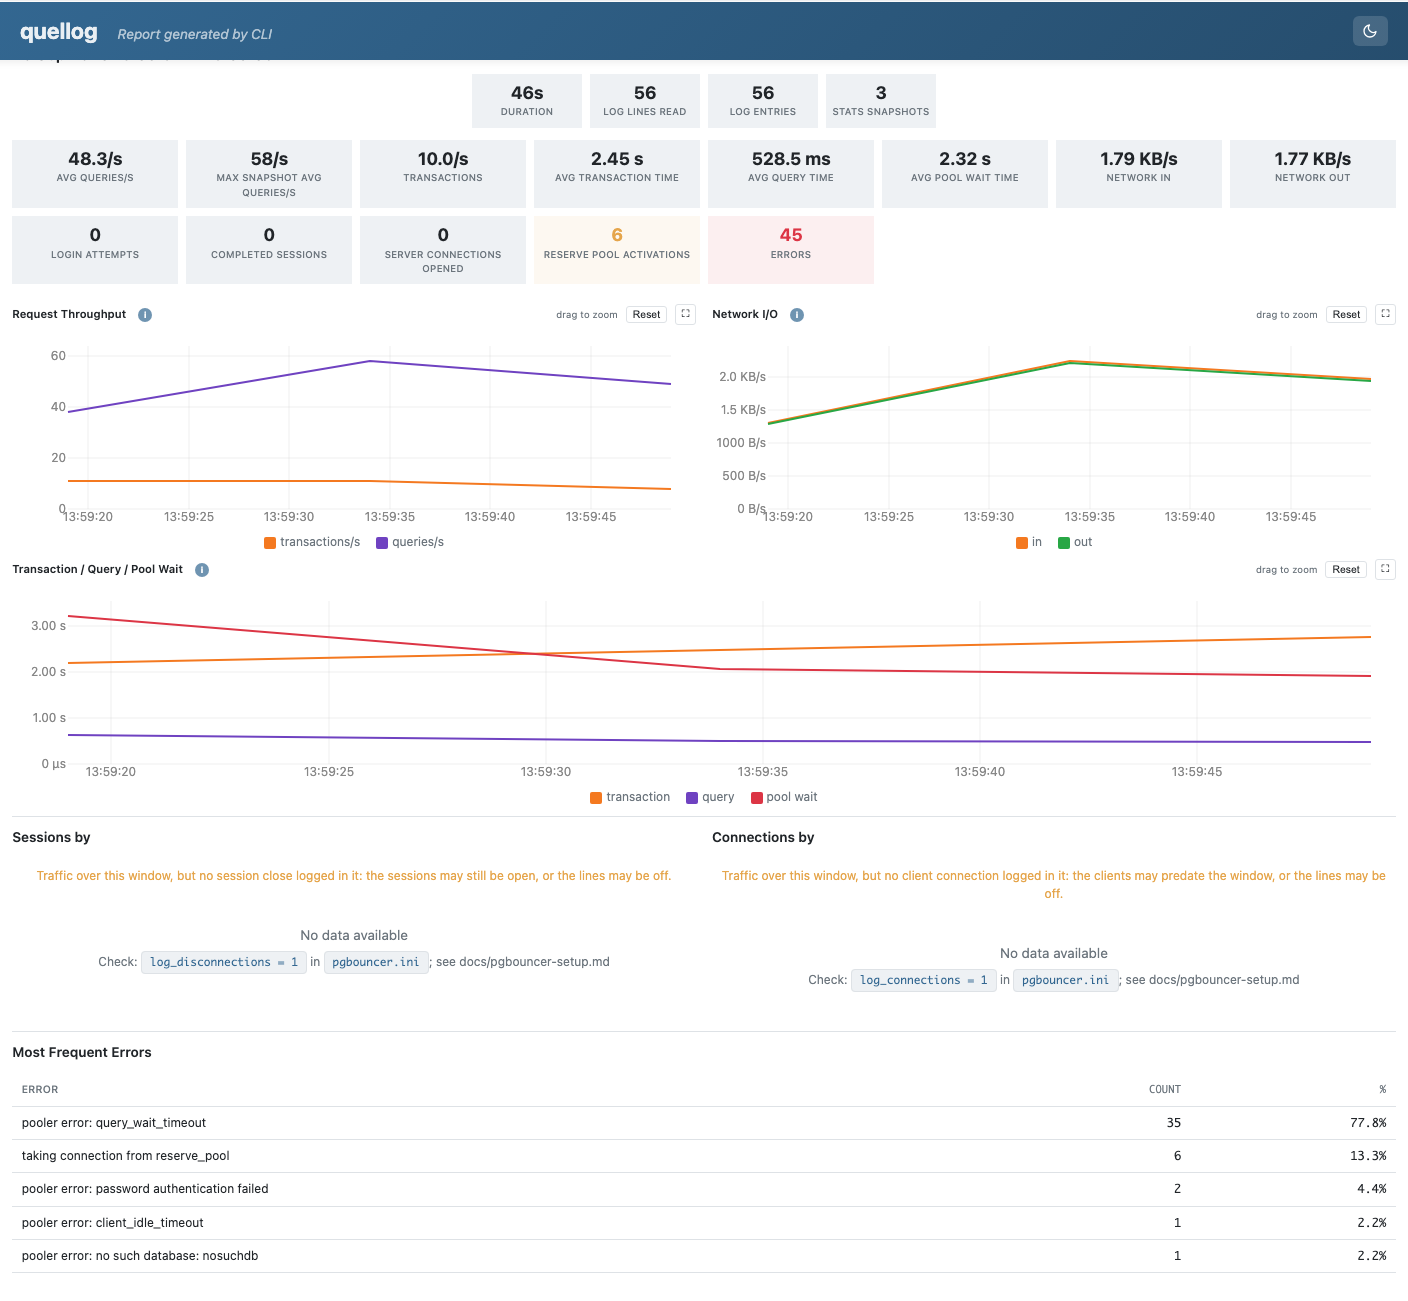 quellog
Report generated by CLI
46s
DURATION
56
LOG LINES READ
56
LOG ENTRIES
3
STATS SNAPSHOTS
48.3/s
AVG QUERIES/S
58/s
MAX SNAPSHOT AVG
QUERIES/S
10.0/s
TRANSACTIONS
2.45 s
AVG TRANSACTION TIME
528.5 ms
AVG QUERY TIME
2.32 s
AVG POOL WAIT TIME
1.79 KB/s
NETWORK IN
1.77 KB/s
NETWORK OUT
0
LOGIN ATTEMPTS
0
COMPLETED SESSIONS
0
SERVER CONNECTIONS
OPENED
6
RESERVE POOL ACTIVATIONS
45
ERRORS
Request Throughput i drag to zoom Reset
60
40
20
0
13:59:20 13:59:25 13:59:30 13:59:35 13:59:40 13:59:45
transactions/s queries/s
Network I/O i drag to zoom Reset
2.0 KB/s
1.5 KB/s
1000 B/s
500 B/s
0 B/s
13:59:20 13:59:25 13:59:30 13:59:35 13:59:40 13:59:45
in out
Transaction / Query / Pool Wait i drag to zoom Reset
3.00 s
2.00 s
1.00 s
0 µs
13:59:20 13:59:25 13:59:30 13:59:35 13:59:40 13:59:45
transaction query pool wait
Sessions by
Traffic over this window, but no session close logged in it: the sessions may still be open, or the lines may be off.
No data available
Check: log_disconnections = 1 in pgbouncer.ini; see docs/pgbouncer-setup.md
Connections by
Traffic over this window, but no client connection logged in it: the clients may predate the window, or the lines may be
off.
No data available
Check: log_connections = 1 in pgbouncer.ini; see docs/pgbouncer-setup.md
Most Frequent Errors
ERROR COUNT %
pooler error: query_wait_timeout 35 77.8%
taking connection from reserve_pool 6 13.3%
pooler error: password authentication failed 2 4.4%
pooler error: client_idle_timeout 1 2.2%
pooler error: no such database: nosuchdb 1 2.2%